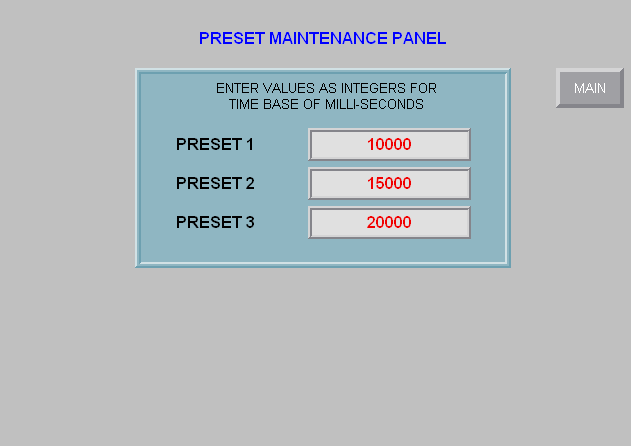 PRESET MAINTENANCE PANEL
ENTER VALUES AS INTEGERS FOR
TIME BASE OF MILLI-SECONDS
MAIN
PRESET 1 10000
PRESET 2 15000
PRESET 3 20000